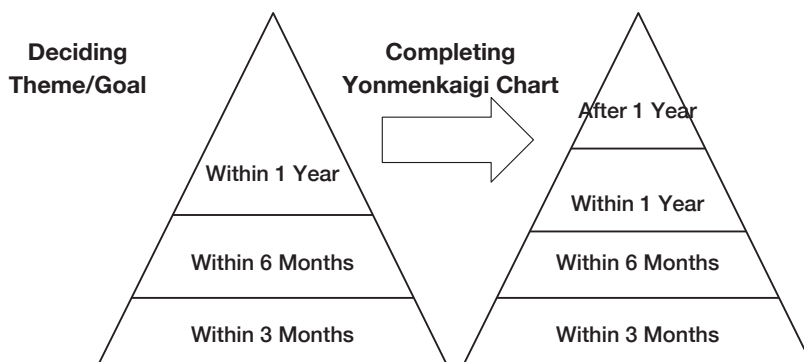 Deciding
Theme/Goal
Within 1 Year
Within 6 Months
Within 3 Months
Completing
Yonmenkaigi Chart
After 1 Year
Within 1 Year
Within 6 Months
Within 3 Months